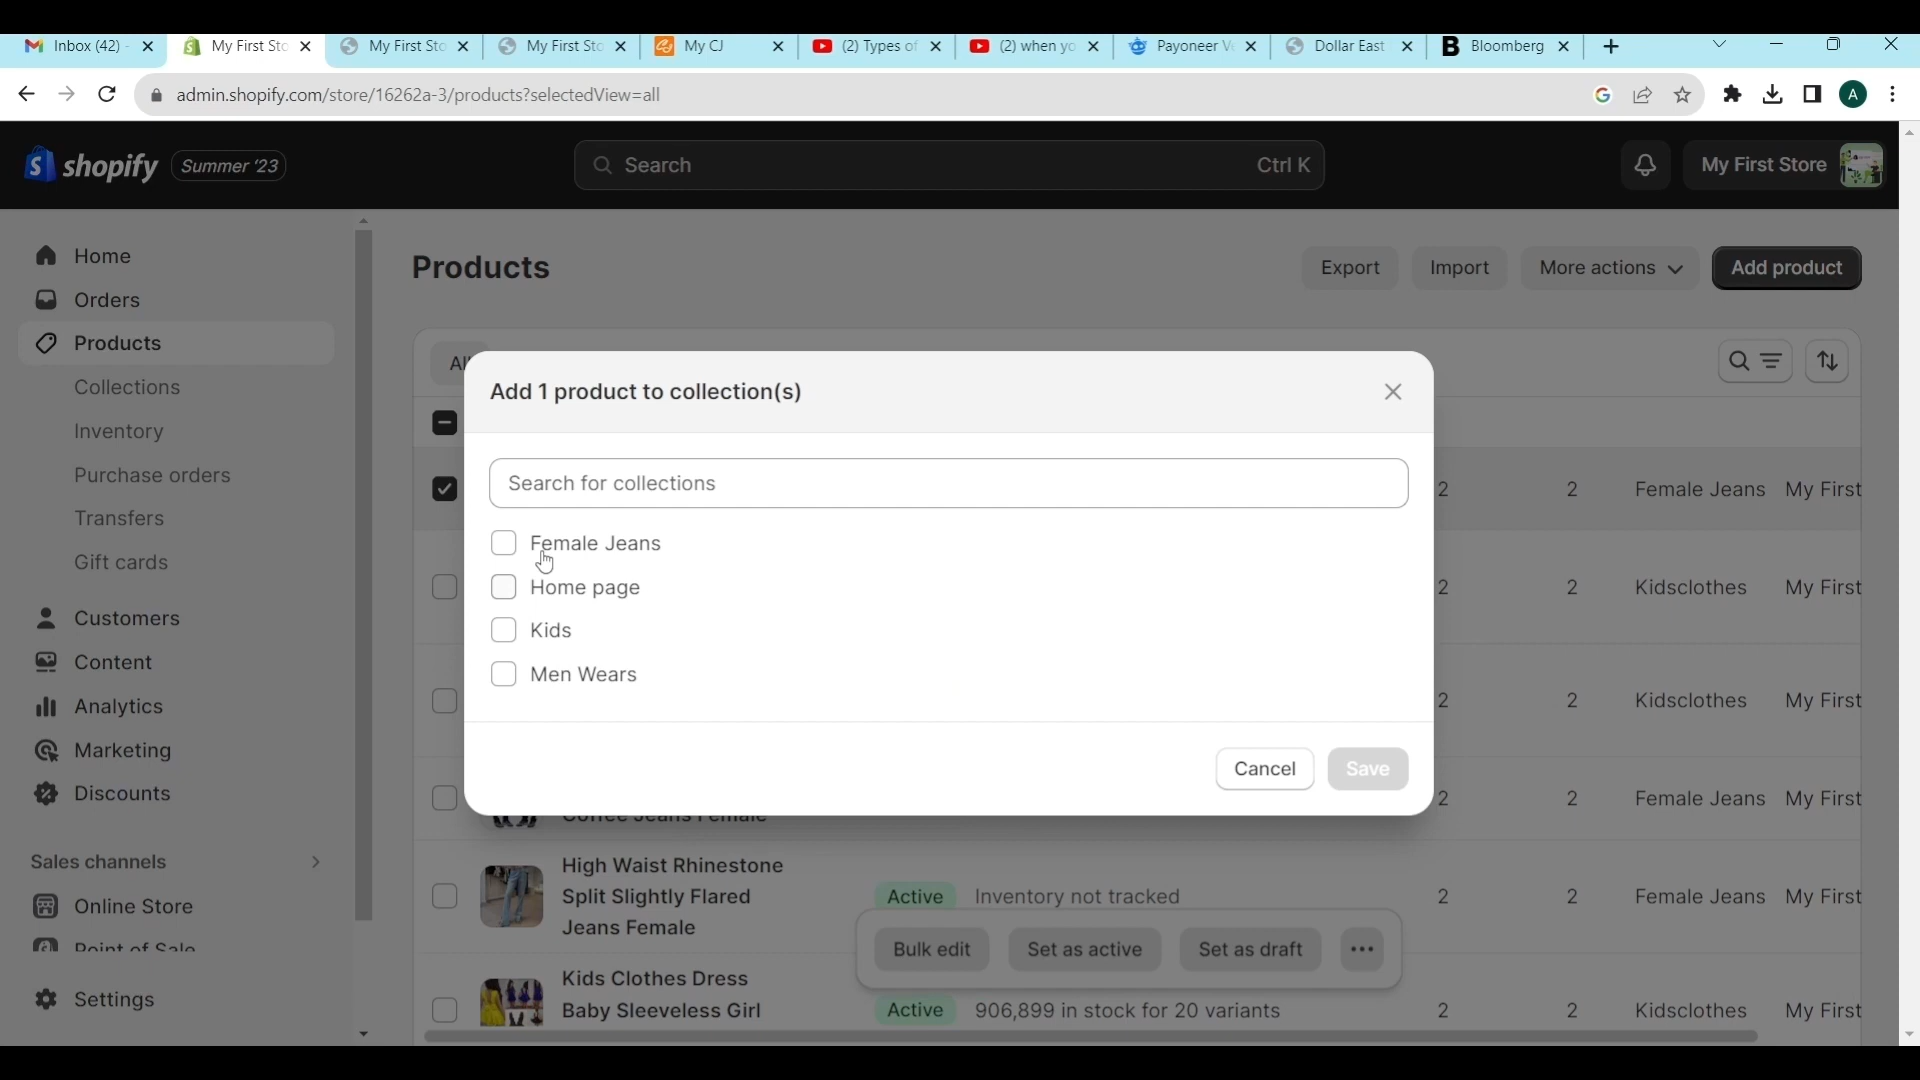 Inbox (42) -
My First Sto
My First Sto
My First Sto
My CJ
(2) Types of
(2) when yo
Payoneer Ve
Dollar East
Bloomberg
admin.shopify.com/store/16262a-3/products?selectedView=all
A
shopify
Summer '23
Search
Ctrl K
My First Store
Home
Orders
Products
Collections
Inventory
Purchase orders
Transfers
Gift cards
Customers
Content
Analytics
Marketing
Discounts
Sales channels
Online Store
Point of Sale
Settings
Products
Export
Import
More actions
Add product
All
Add 1 product to collection(s)
Search for collections
Female Jeans
Home page
Kids
Men Wears
Cancel
Save
2 2 Female Jeans My First
2 2 Kidsclothes My First
2 2 Kidsclothes My First
2 2 Female Jeans My First
Coffee Jeans Female
High Waist Rhinestone
Split Slightly Flared
Jeans Female
Active Inventory not tracked 2 2 Female Jeans My First
Bulk edit
Set as active
Set as draft
Kids Clothes Dress
Baby Sleeveless Girl
Active 906,899 in stock for 20 variants 2 2 Kidsclothes My First